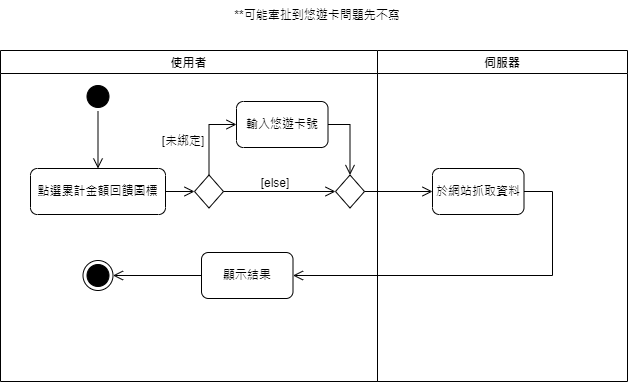 **可能牽扯到悠遊卡問題先不寫
使用者
伺服器
輸入悠遊卡號
[未綁定]
點選累計金額回饋圖標
[else]
於網站抓取資料
顯示結果